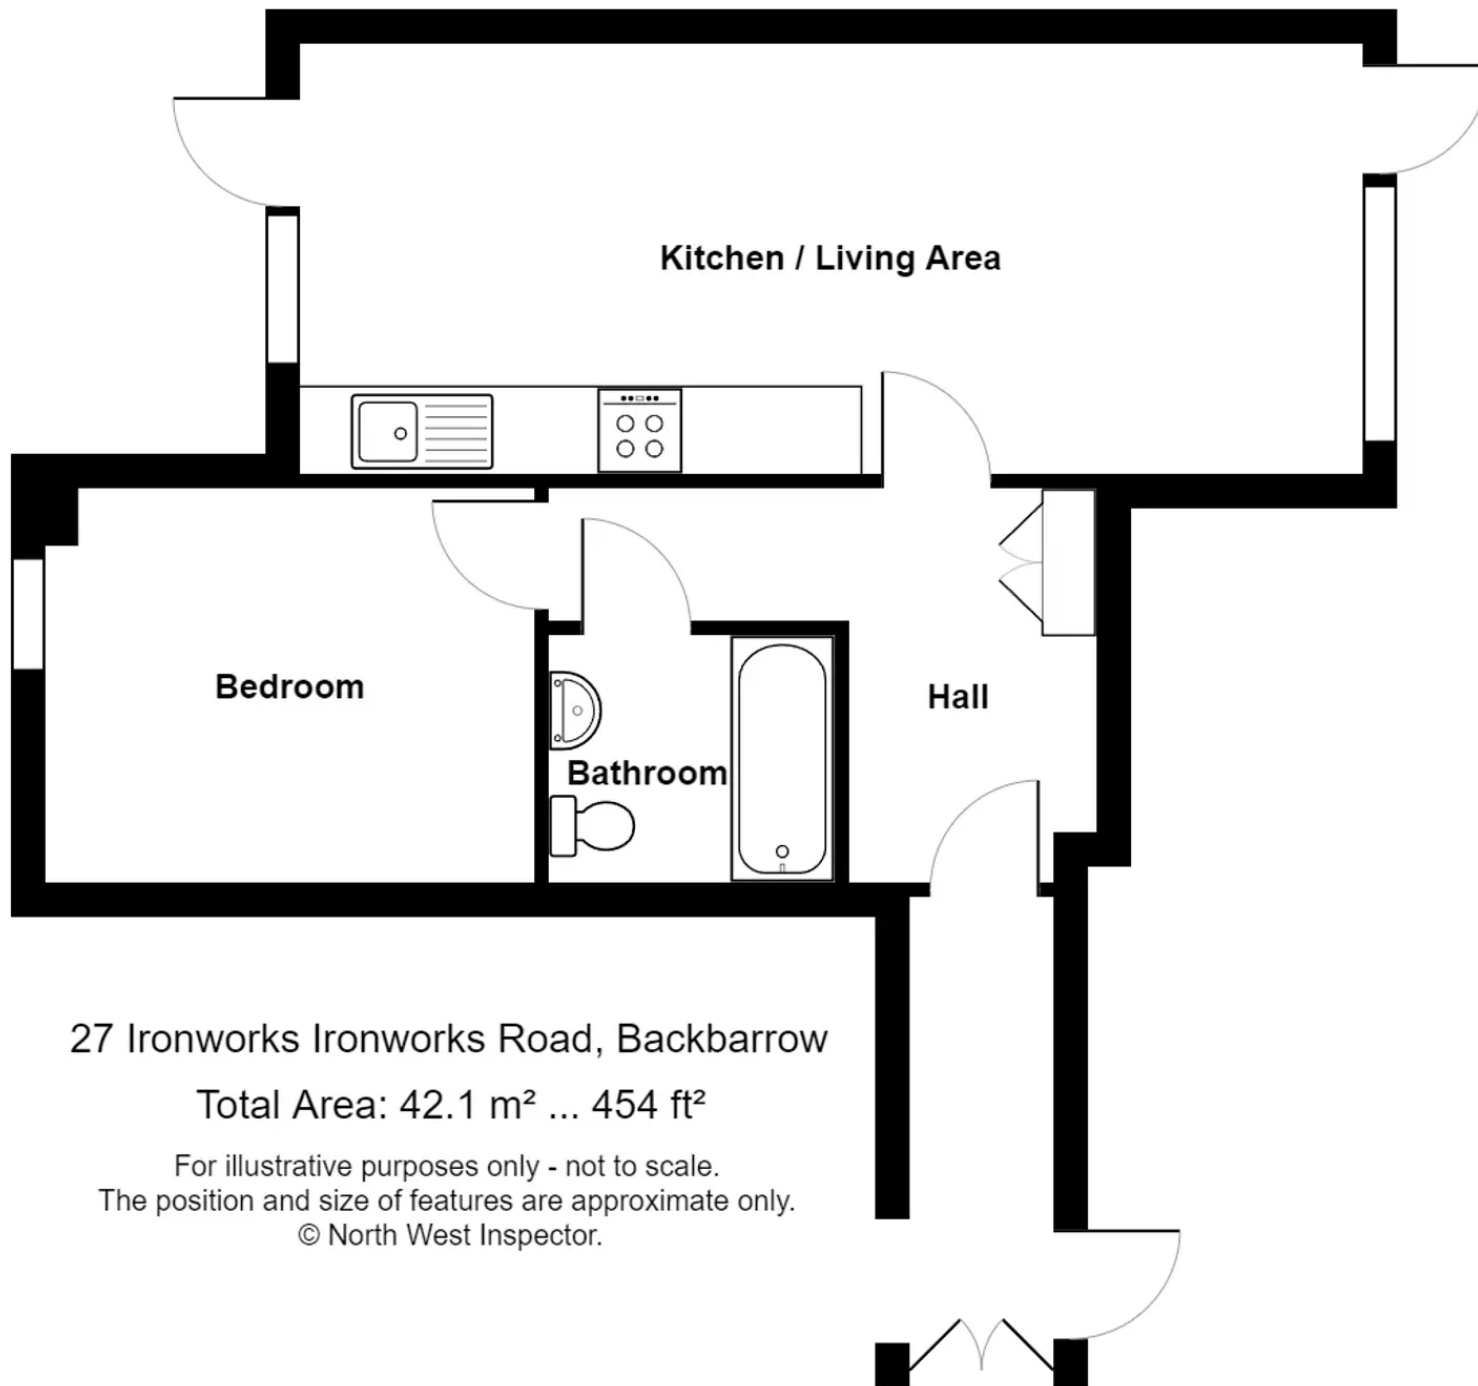 Kitchen / Living Area
Bedroom
Hall
Bathroom
27 Ironworks Ironworks Road, Backbarrow
Total Area: 42.1 m² ... 454 ft²
For illustrative purposes only - not to scale.
The position and size of features are approximate only.
© North West Inspector.